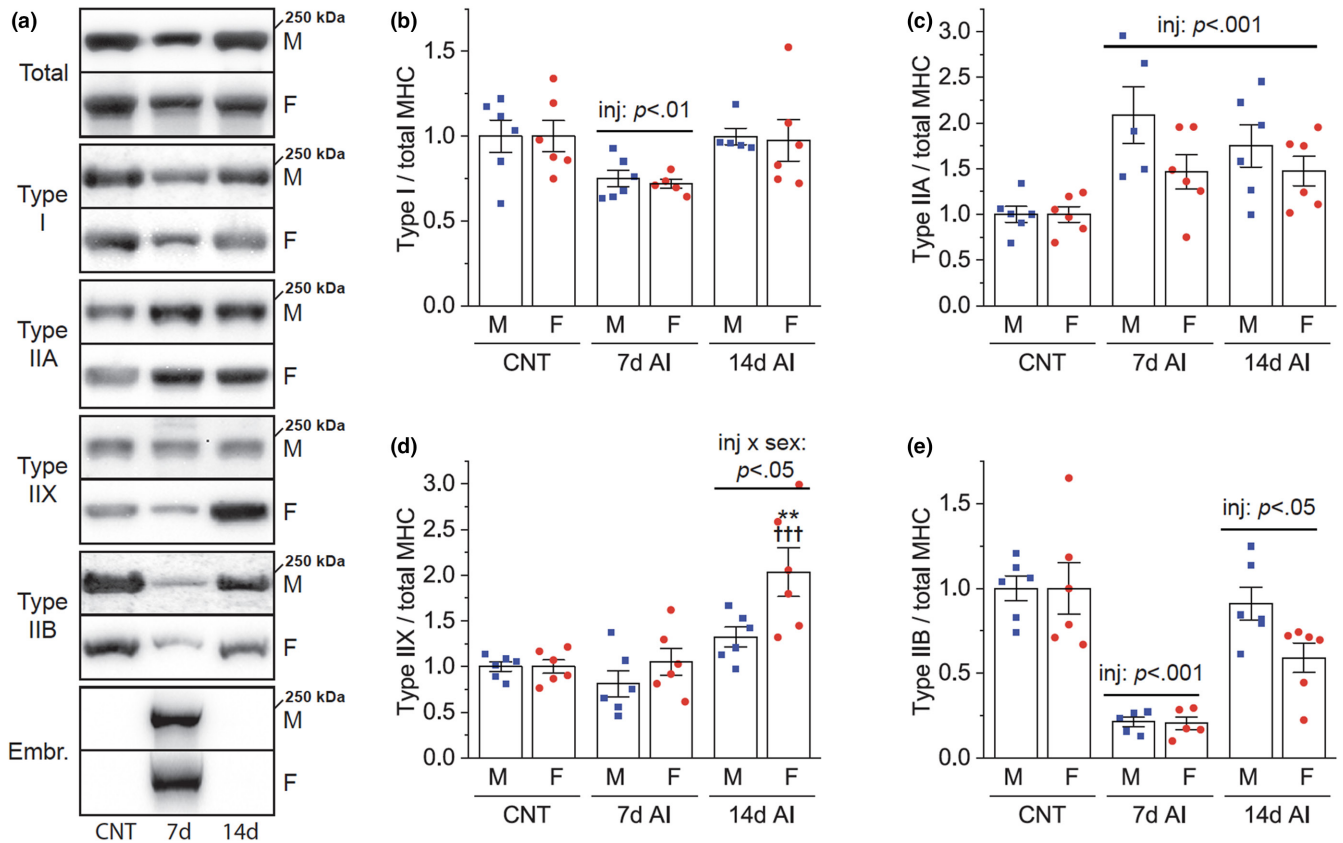 (a)
250 kDa
Total
M
F
250 kDa
Type
I
M
F
250 kDa
Type
IIA
M
F
250 kDa
Type
IIX
M
F
250 kDa
Type
IIB
M
F
250 kDa
Embr.
M
F
CNT 7d 14d
(b)
Type I / total MHC
1.5
1.0
0.5
0.0
inj: p<.01
M F M F M F
CNT 7d AI 14d AI
(c)
Type IIA / total MHC
3.0
2.5
2.0
1.5
1.0
0.5
0.0
inj: p<.001
M F M F M F
CNT 7d AI 14d AI
(d)
Type IIX / total MHC
3.0
2.5
2.0
1.5
1.0
0.5
0.0
inj x sex:
p<.05
**
†††
M F M F M F
CNT 7d AI 14d AI
(e)
Type IIB / total MHC
1.5
1.0
0.5
0.0
inj: p<.001
inj: p<.05
M F M F M F
CNT 7d AI 14d AI